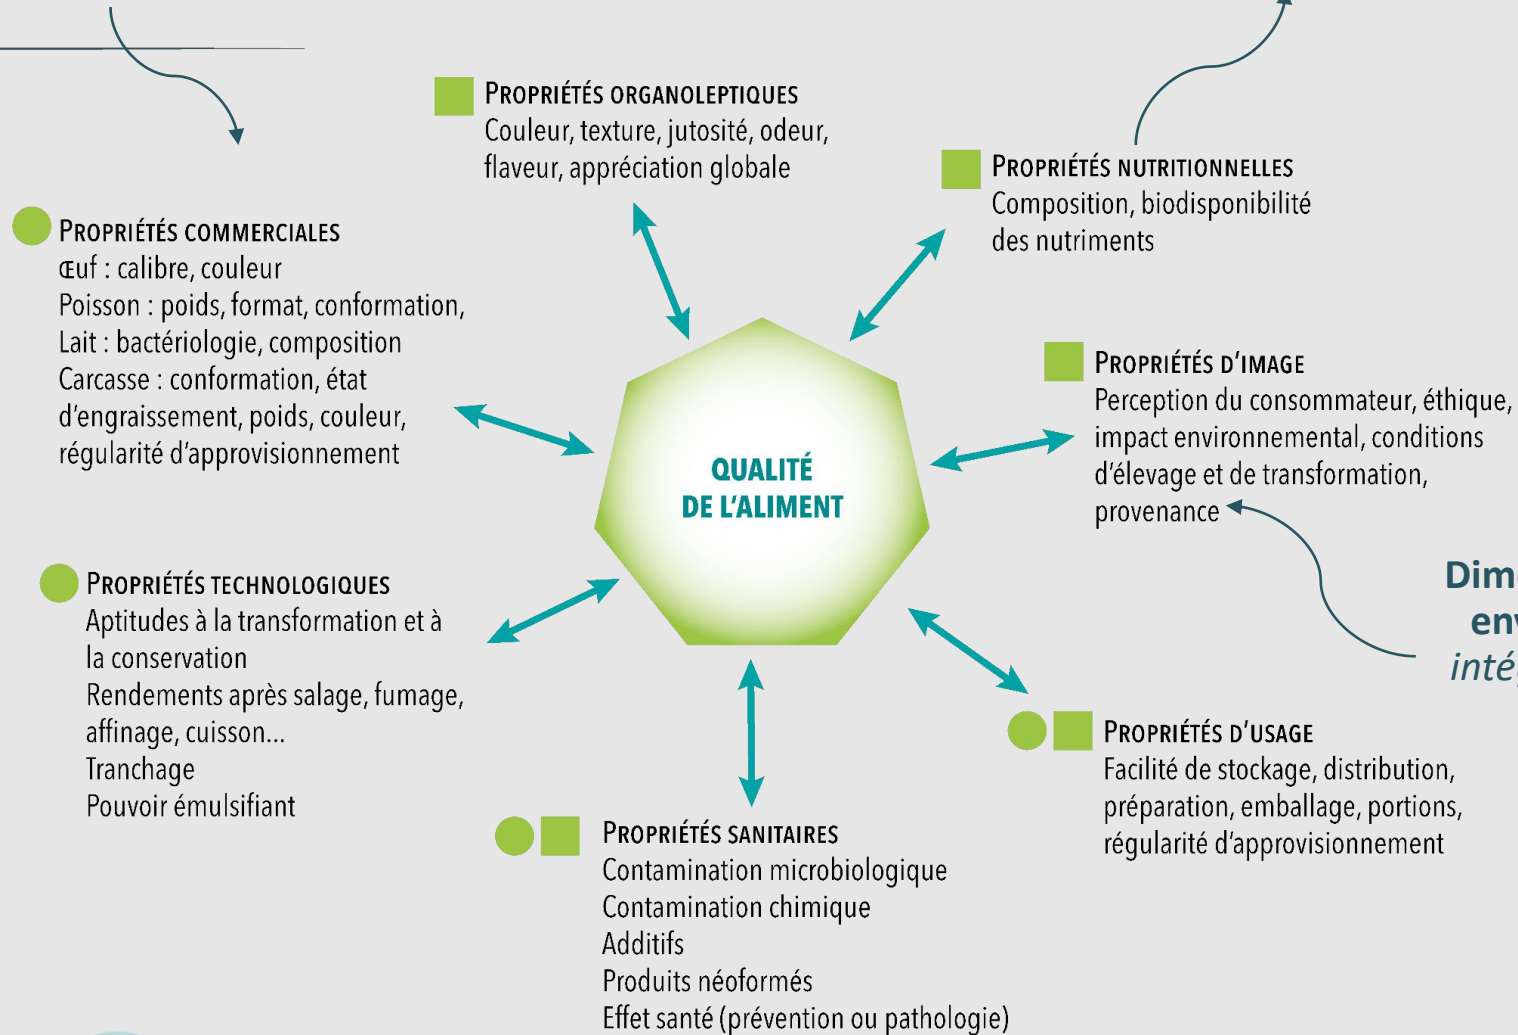 PROPRIÉTÉS ORGANOLEPTIQUES
Couleur, texture, jutosité, odeur,
flaveur, appréciation globale
PROPRIÉTÉS NUTRITIONNELLES
Composition, biodisponibilité
des nutriments
PROPRIÉTÉS COMMERCIALES
Œuf : calibre, couleur
Poisson : poids, format, conformation,
Lait : bactériologie, composition
Carcasse : conformation, état
d'engraissement, poids, couleur,
régularité d'approvisionnement
PROPRIÉTÉS D'IMAGE
Perception du consommateur, éthique,
impact environnemental, conditions
d'élevage et de transformation,
provenance
QUALITÉ
DE L'ALIMENT
PROPRIÉTÉS TECHNOLOGIQUES
Aptitudes à la transformation et à
la conservation
Rendements après salage, fumage,
affinage, cuisson...
Tranchage
Pouvoir émulsifiant
PROPRIÉTÉS D'USAGE
Facilité de stockage, distribution,
préparation, emballage, portions,
régularité d'approvisionnement
PROPRIÉTÉS SANITAIRES
Contamination microbiologique
Contamination chimique
Additifs
Produits néoformés
Effet santé (prévention ou pathologie)